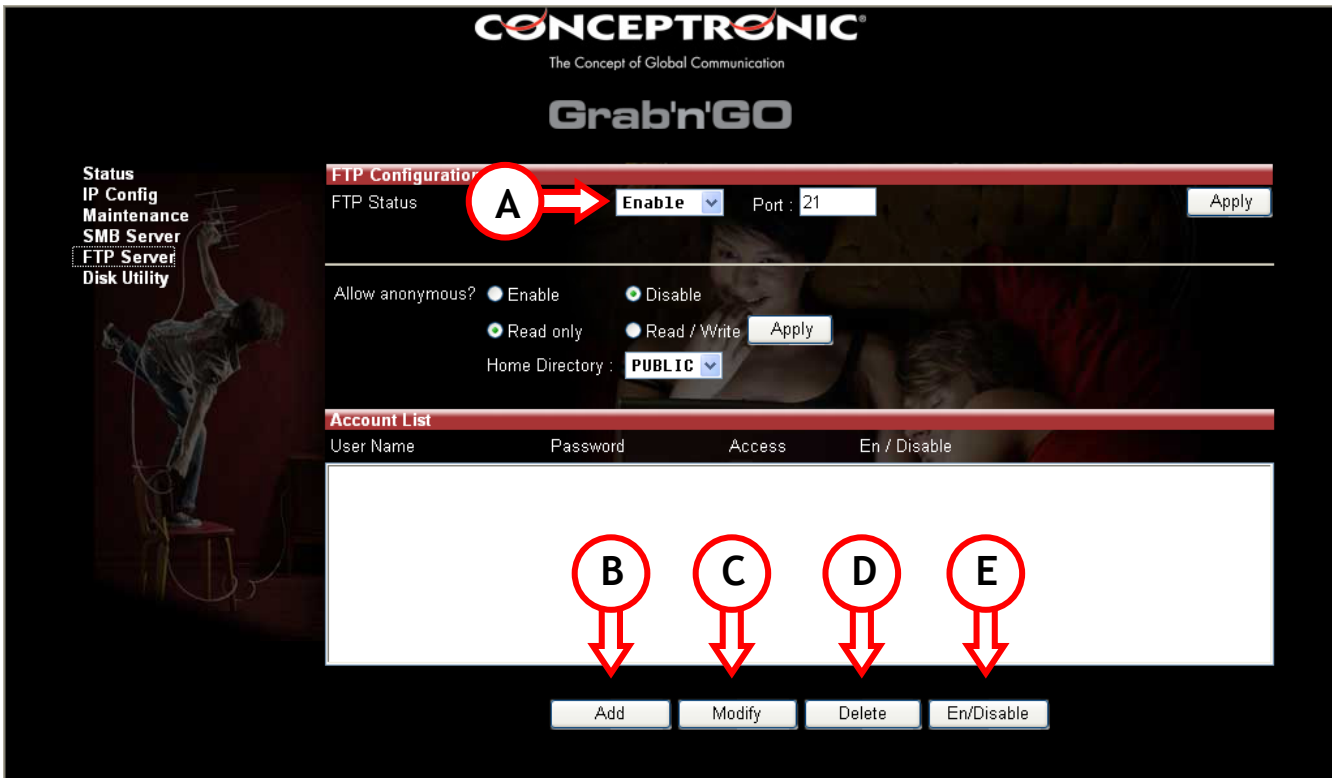 CONCEPTRONIC®
The Concept of Global Communication
Grab'n'GO
Status
IP Config
Maintenance
SMB Server
FTP Server
Disk Utility
FTP Configuration
FTP Status A Enable Port : 21 Apply
Allow anonymous? Enable Disable
Read only Read / Write Apply
Home Directory : PUBLIC
Account List
User Name Password Access En / Disable
B C D E
Add Modify Delete En/Disable